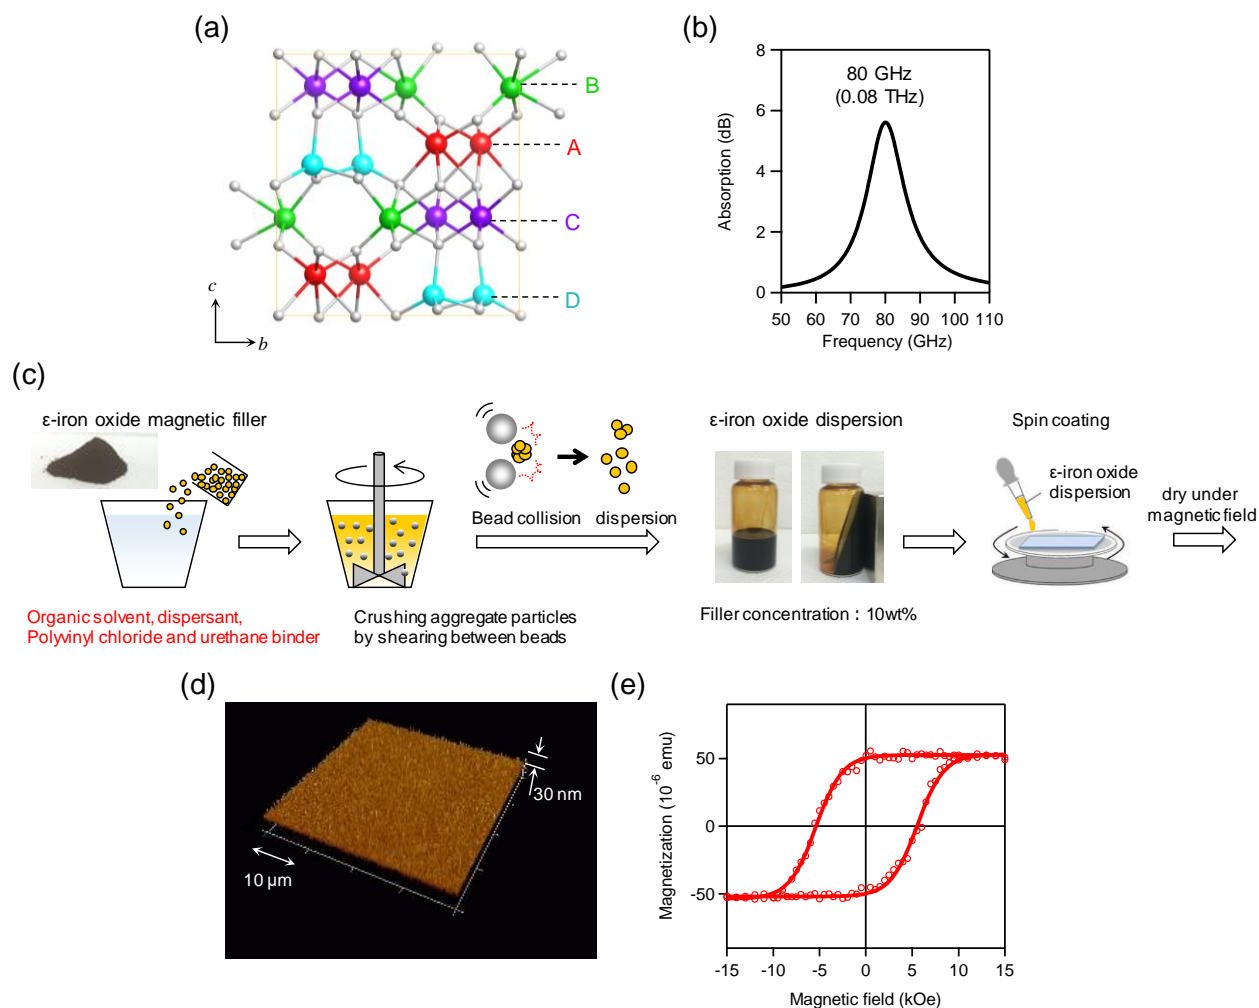 (a)
B
A
C
D
c
b
(b)
8
6
4
2
0
80 GHz
(0.08 THz)
Absorption (dB)
50 60 70 80 90 100 110
Frequency (GHz)
(c)
ε-iron oxide magnetic filler
Organic solvent, dispersant,
Polyvinyl chloride and urethane binder
Crushing aggregate particles
by shearing between beads
Bead collision
dispersion
ε-iron oxide dispersion
Filler concentration : 10wt%
Spin coating
ε-iron oxide
dispersion
dry under
magnetic field
(d)
30 nm
10 µm
(e)
50
0
-50
Magnetization (10⁻⁶ emu)
-15 -10 -5 0 5 10 15
Magnetic field (kOe)